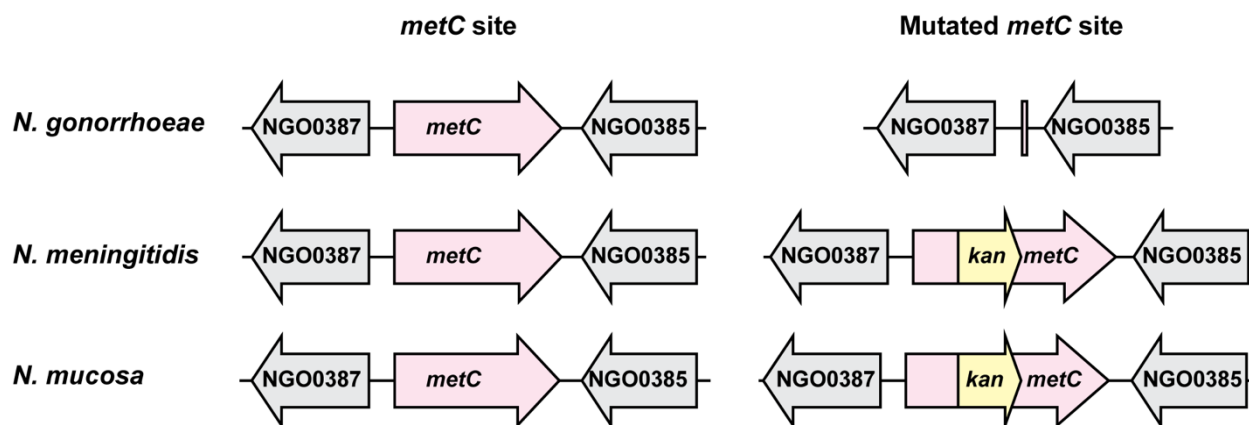 metC site Mutated metC site
N. gonorrhoeae NGO0387 metC NGO0385 NGO0387 NGO0385
N. meningitidis NGO0387 metC NGO0385 NGO0387 kan metC NGO0385
N. mucosa NGO0387 metC NGO0385 NGO0387 kan metC NGO0385